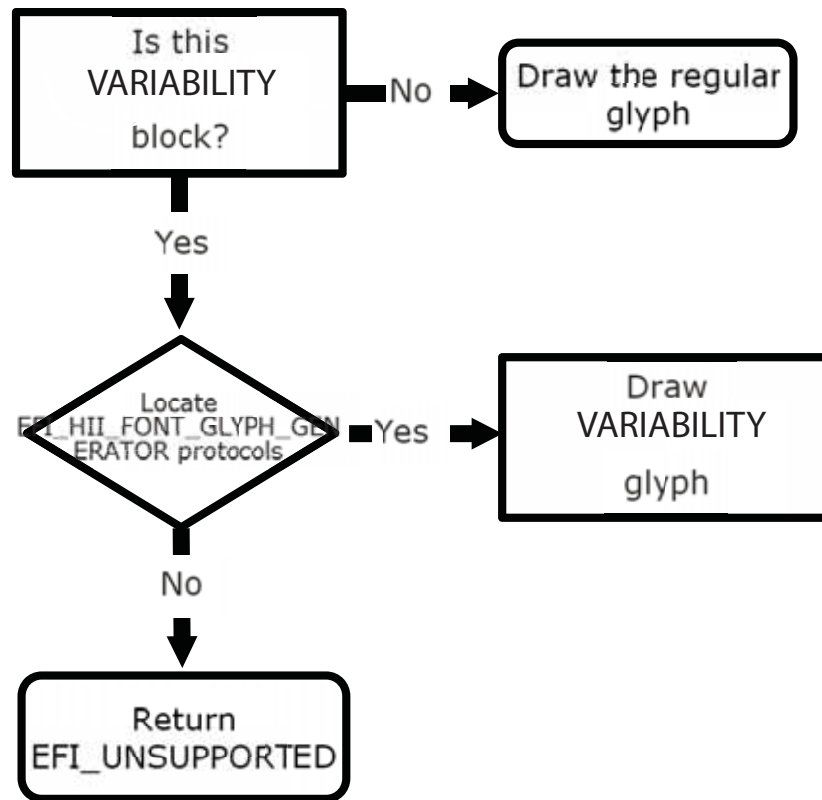 Is this
VARIABILITY
block?
No
Draw the regular
glyph
Yes
Locate
EFI_HII_FONT_GLYPH_GEN
ERATOR protocols
Yes
Draw
VARIABILITY
glyph
No
Return
EFI_UNSUPPORTED